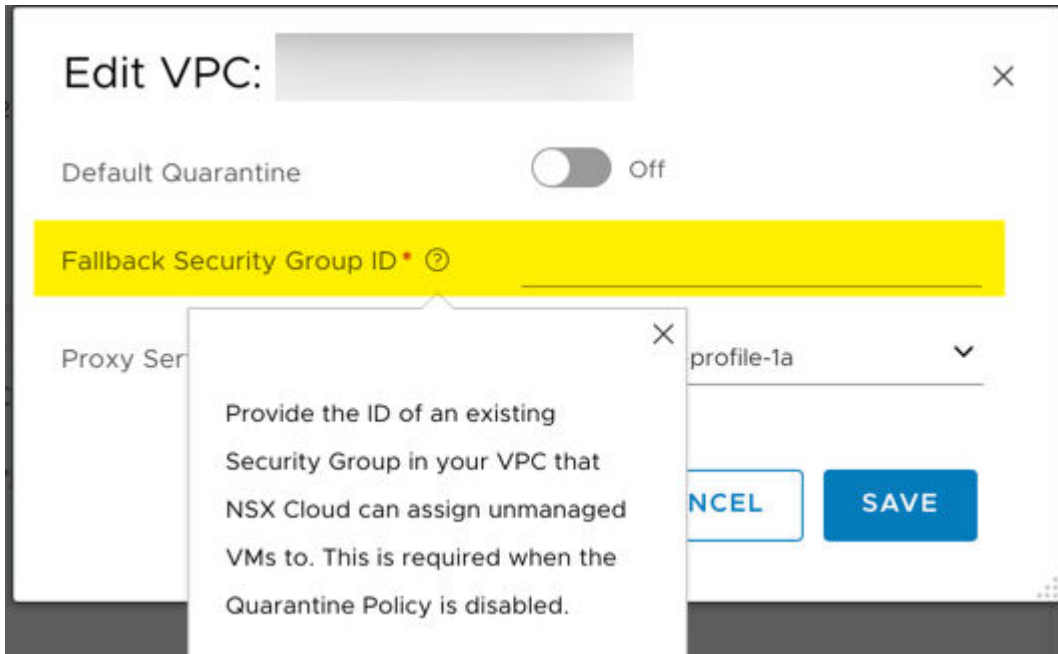 Edit VPC:
Default Quarantine
Off
Fallback Security Group ID* ?
Proxy Ser
profile-1a
Provide the ID of an existing
Security Group in your VPC that
NSX Cloud can assign unmanaged
VMs to. This is required when the
Quarantine Policy is disabled.
NCEL
SAVE